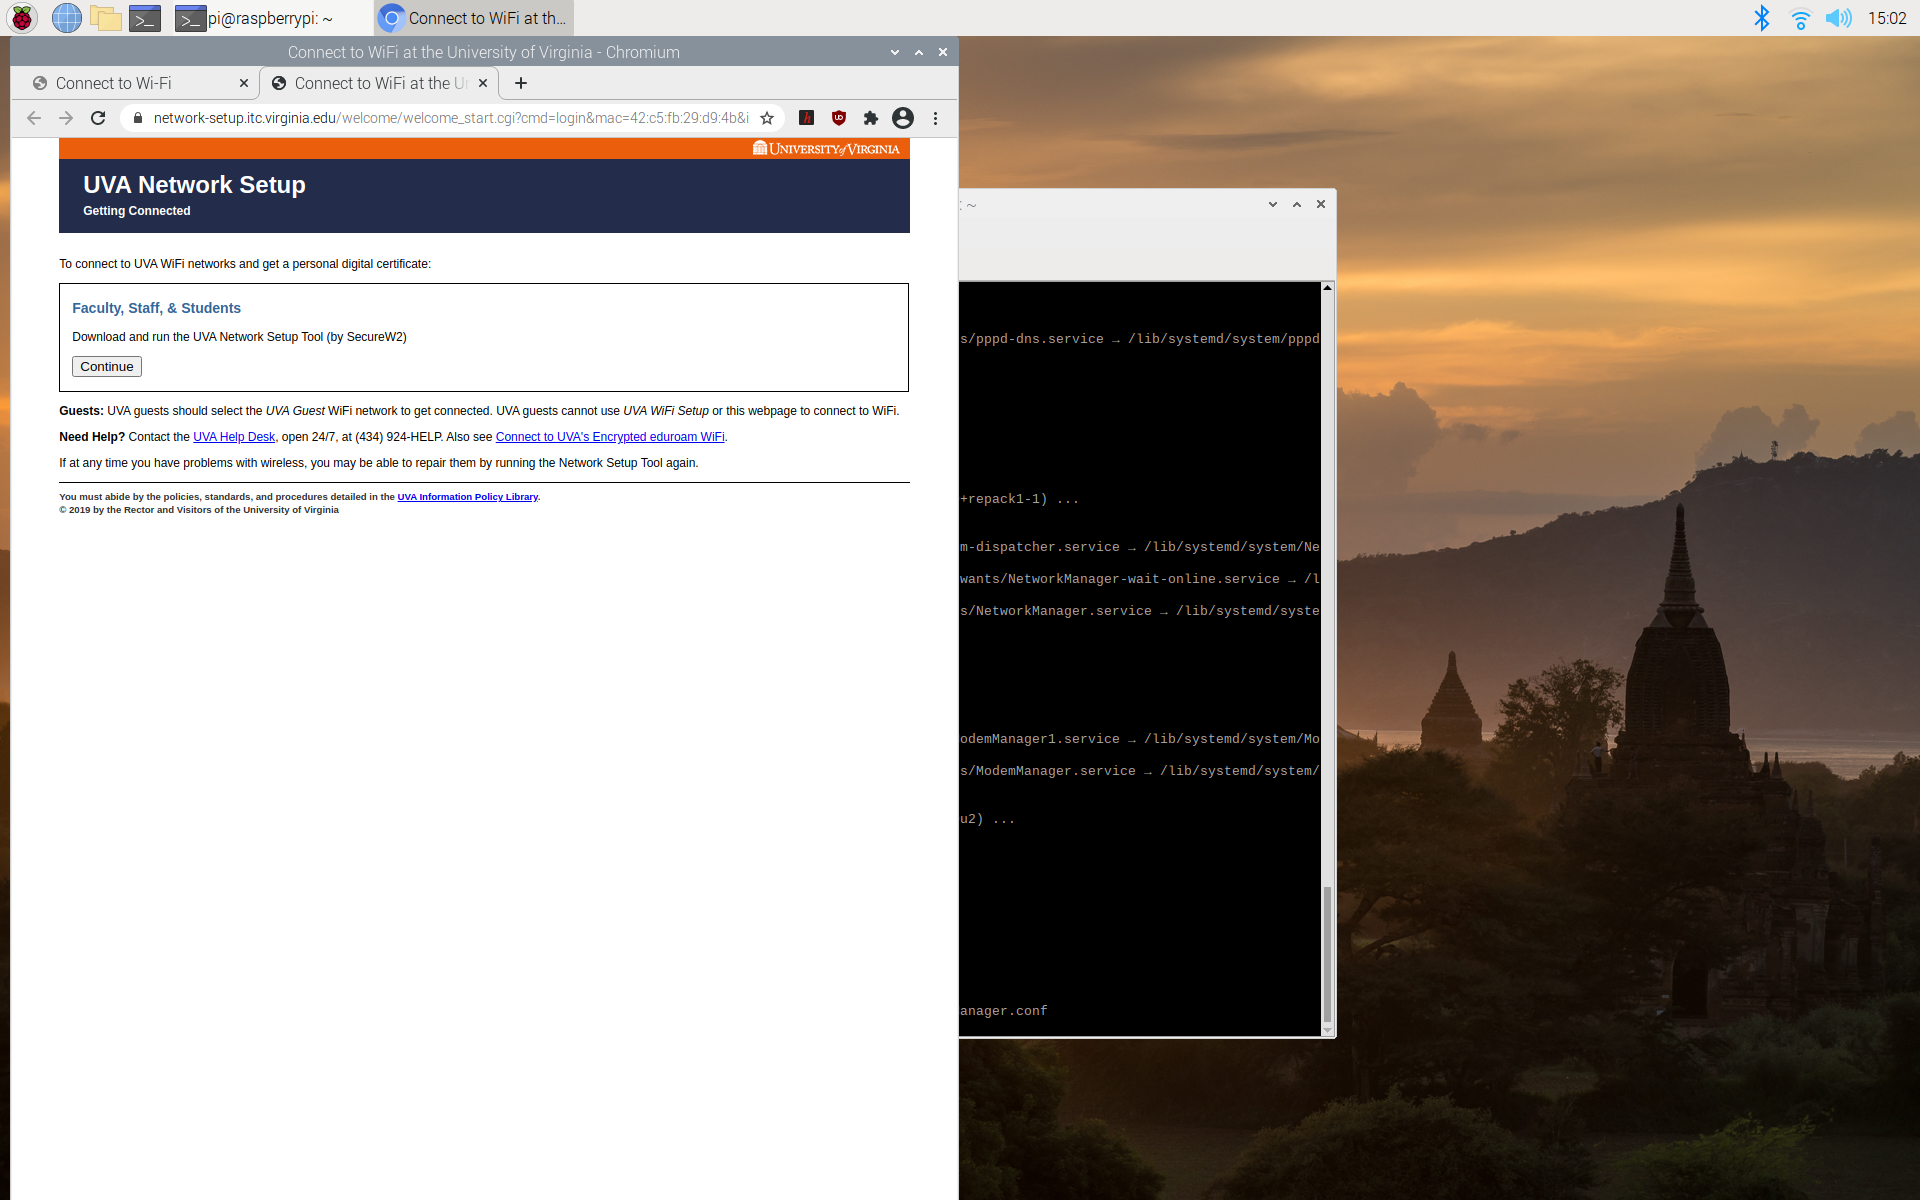 pi@raspberrypi: ~
Connect to WiFi at th...
15:02
Connect to WiFi at the University of Virginia - Chromium
Connect to Wi-Fi
Connect to WiFi at the Un
network-setup.itc.virginia.edu/welcome/welcome_start.cgi?cmd=login&mac=42:c5:fb:29:d9:4b&i
UNIVERSITY of VIRGINIA
UVA Network Setup
Getting Connected
To connect to UVA WiFi networks and get a personal digital certificate:
Faculty, Staff, & Students
Download and run the UVA Network Setup Tool (by SecureW2)
Continue
Guests: UVA guests should select the UVA Guest WiFi network to get connected. UVA guests cannot use UVA WiFi Setup or this webpage to connect to WiFi.
Need Help? Contact the UVA Help Desk, open 24/7, at (434) 924-HELP. Also see Connect to UVA's Encrypted eduroam WiFi.
If at any time you have problems with wireless, you may be able to repair them by running the Network Setup Tool again.
You must abide by the policies, standards, and procedures detailed in the UVA Information Policy Library.
© 2019 by the Rector and Visitors of the University of Virginia
: ~
s/pppd-dns.service → /lib/systemd/system/pppd
+repack1-1) ...
m-dispatcher.service → /lib/systemd/system/Ne
wants/NetworkManager-wait-online.service → /l
s/NetworkManager.service → /lib/systemd/syste
odemManager1.service → /lib/systemd/system/Mo
s/ModemManager.service → /lib/systemd/system/
u2) ...
anager.conf